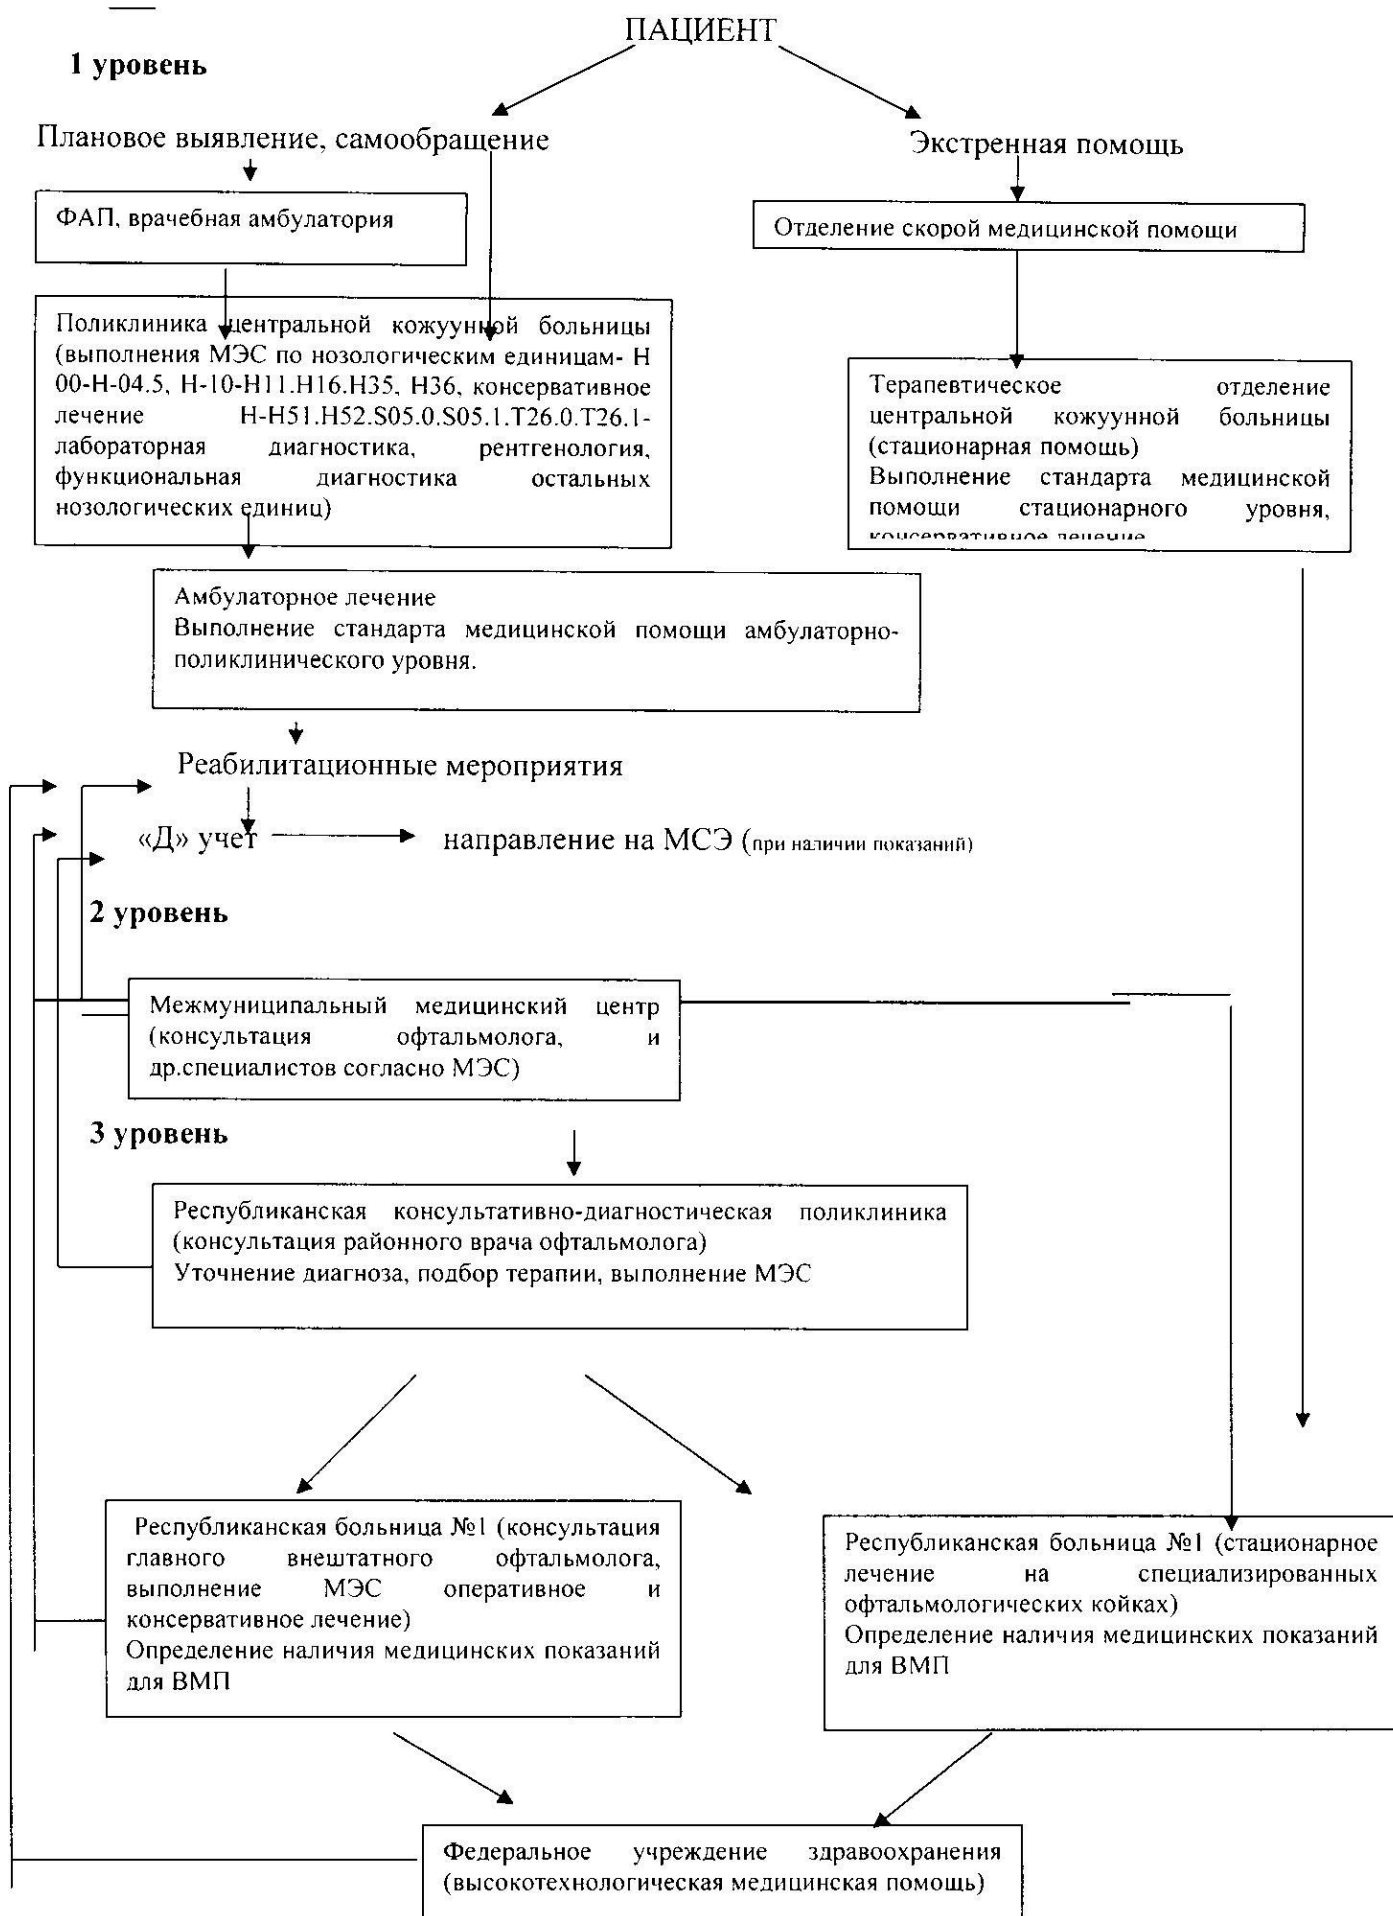 ПАЦИЕНТ
1 уровень
Плановое выявление, самообращение
Экстренная помощь
ФАП, врачебная амбулатория
Отделение скорой медицинской помощи
Поликлиника центральной кожуунной больницы
(выполнения МЭС по нозологическим единицам- Н
00-Н-04.5, Н-10-Н11.Н16.Н35, Н36, консервативное
лечение Н-Н51.Н52.S05.0.S05.1.Т26.0.Т26.1-
лабораторная диагностика, рентгенология,
функциональная диагностика остальных
нозологических единиц)
Терапевтическое отделение
центральной кожуунной больницы
(стационарная помощь)
Выполнение стандарта медицинской
помощи стационарного уровня,
консервативное лечение
Амбулаторное лечение
Выполнение стандарта медицинской помощи амбулаторно-
поликлинического уровня.
Реабилитационные мероприятия
«Д» учет
направление на МСЭ (при наличии показаний)
2 уровень
Межмуниципальный медицинский центр
(консультация офтальмолога, и
др.специалистов согласно МЭС)
3 уровень
Республиканская консультативно-диагностическая поликлиника
(консультация районного врача офтальмолога)
Уточнение диагноза, подбор терапии, выполнение МЭС
Республиканская больница №1 (консультация
главного внештатного офтальмолога,
выполнение МЭС оперативное и
консервативное лечение)
Определение наличия медицинских показаний
для ВМП
Республиканская больница №1 (стационарное
лечение на специализированных
офтальмологических койках)
Определение наличия медицинских показаний
для ВМП
Федеральное учреждение здравоохранения
(высокотехнологическая медицинская помощь)